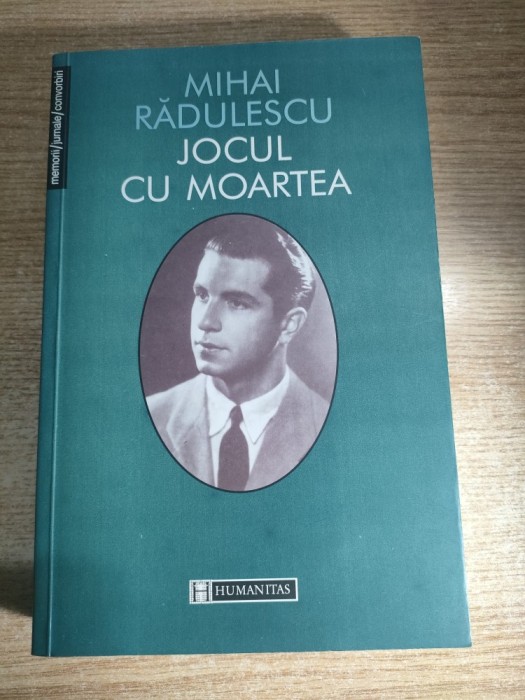 memorii/jurnale/convorbiri
MIHAI
RĂDULESCU
JOCUL
CU MOARTEA
HUMANITAS